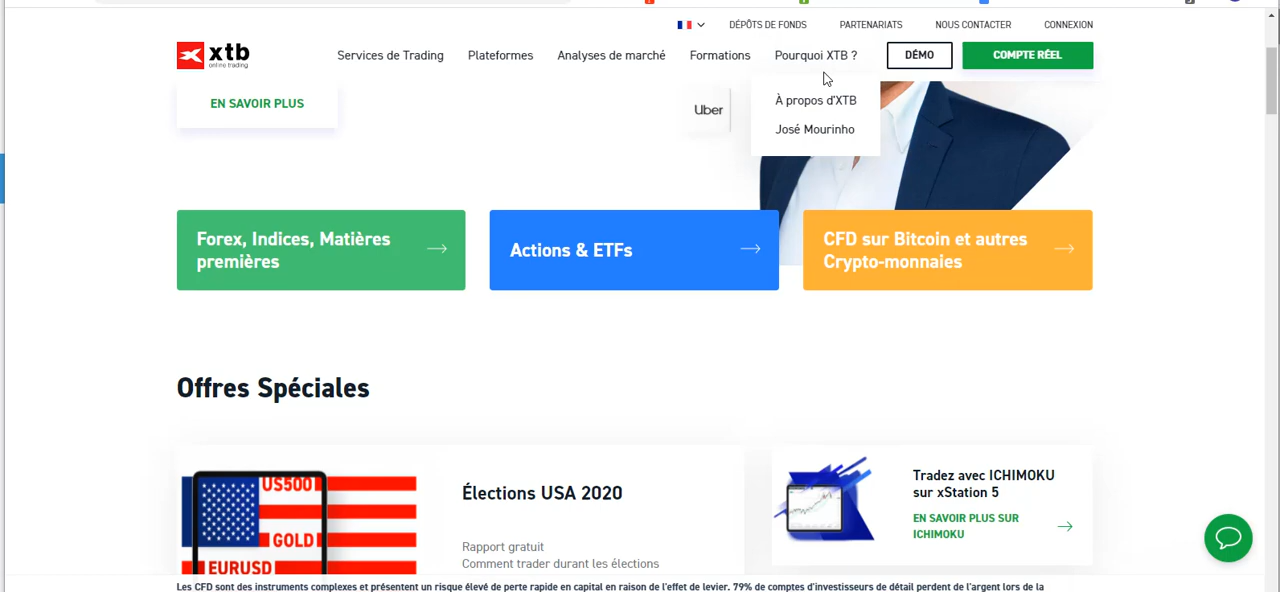 DÉPÔTS DE FONDS PARTENARIATS NOUS CONTACTER CONNEXION
xtb
online trading
Services de Trading Plateformes Analyses de marché Formations Pourquoi XTB ? DÉMO COMPTE RÉEL
EN SAVOIR PLUS
Uber
À propos d'XTB
José Mourinho
Forex, Indices, Matières
premières
Actions & ETFs
CFD sur Bitcoin et autres
Crypto-monnaies
Offres Spéciales
US500
GOLD
EURUSD
Élections USA 2020
Rapport gratuit
Comment trader durant les élections
Tradez avec ICHIMOKU
sur xStation 5
EN SAVOIR PLUS SUR
ICHIMOKU
Les CFD sont des instruments complexes et présentent un risque élevé de perte rapide en capital en raison de l'effet de levier. 79% de comptes d'investisseurs de détail perdent de l'argent lors de la